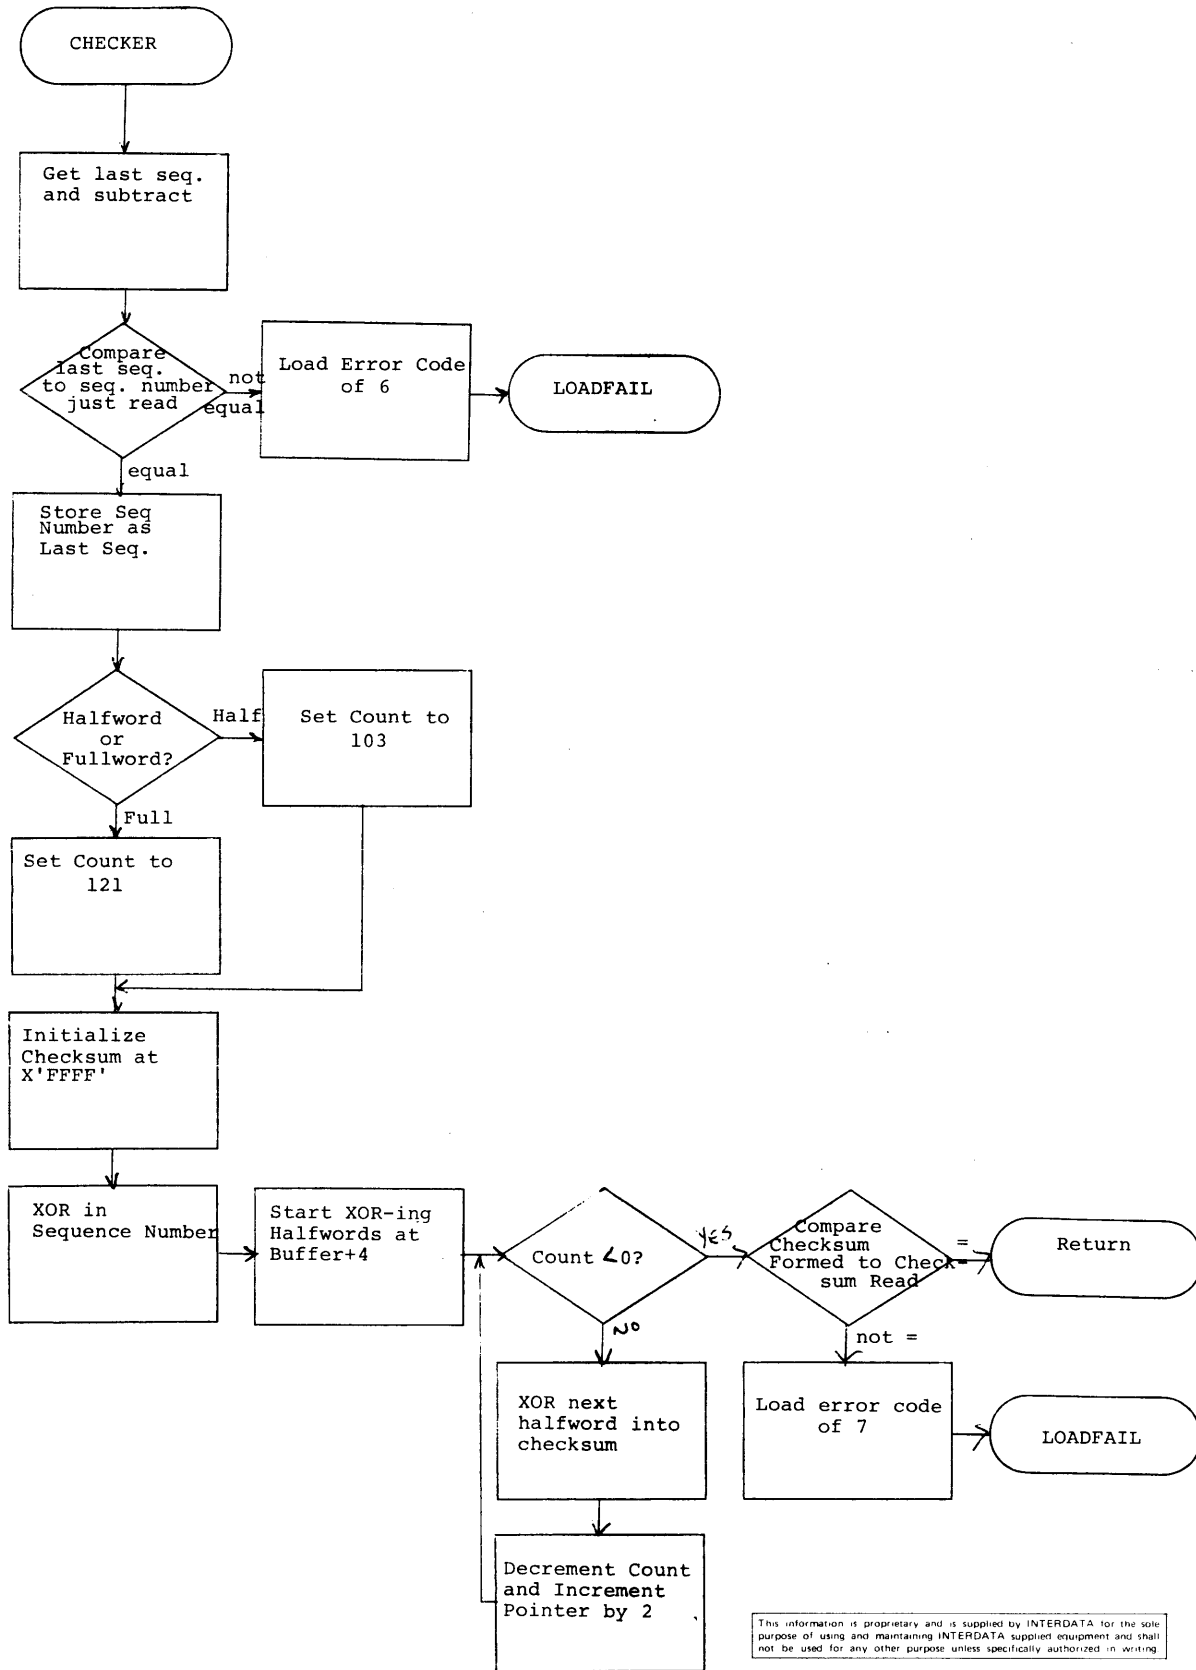 CHECKER
Get last seq.
and subtract
Compare
last seq.
to seq. number
just read
not
equal
Load Error Code
of 6
LOADFAIL
equal
Store Seq
Number as
Last Seq.
Halfword
or
Fullword?
Half
Set Count to
103
Full
Set Count to
121
Initialize
Checksum at
X'FFFF'
XOR in
Sequence Number
Start XOR-ing
Halfwords at
Buffer+4
Count <0?
YES
Compare
Checksum
Formed to Check-
sum Read
=
Return
NO
not =
XOR next
halfword into
checksum
Load error code
of 7
LOADFAIL
Decrement Count
and Increment
Pointer by 2
This information is proprietary and is supplied by INTERDATA for the sole
purpose of using and maintaining INTERDATA supplied equipment and shall
not be used for any other purpose unless specifically authorized in writing.